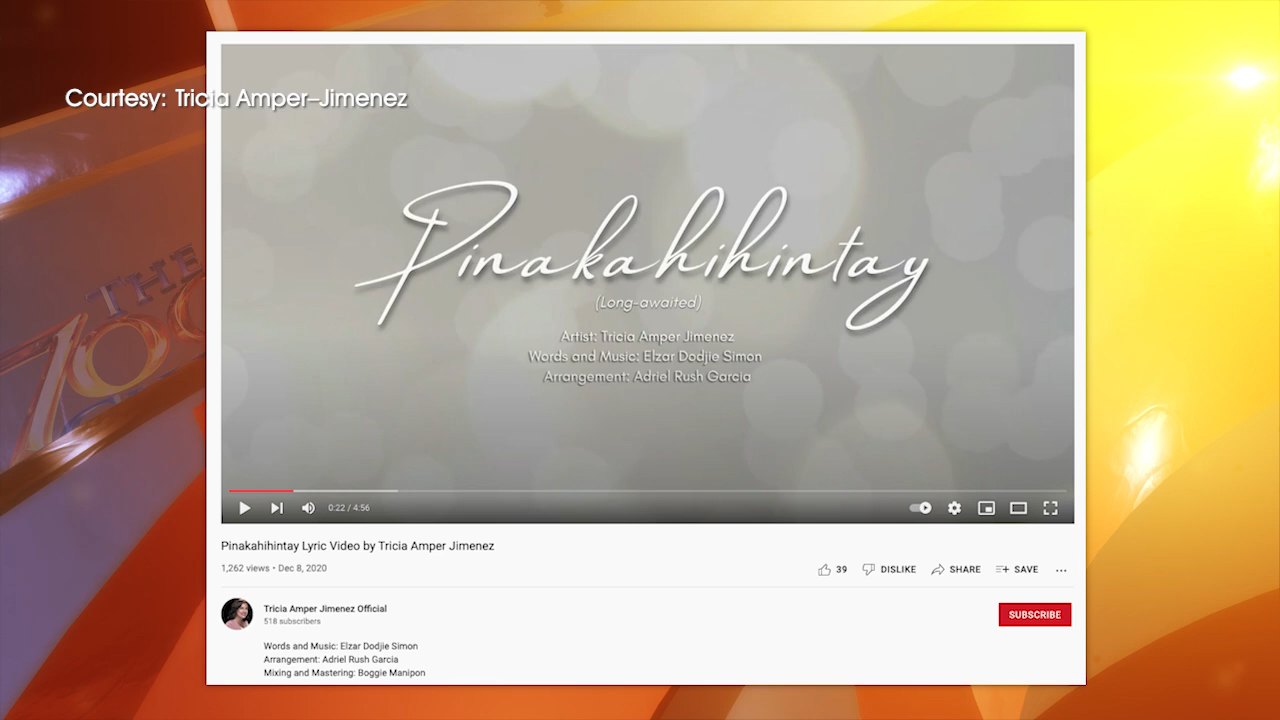 Courtesy: Tricia Amper-Jimenez
THE
700
Pinakahihintay
(Long-awaited)
Artist: Tricia Amper Jimenez
Words and Music: Elzar Dodjie Simon
Arrangement: Adriel Rush Garcia
0:22 / 4:56
Pinakahihintay Lyric Video by Tricia Amper Jimenez
1,262 views • Dec 8, 2020
39 DISLIKE SHARE SAVE ...
Tricia Amper Jimenez Official
518 subscribers
SUBSCRIBE
Words and Music: Elzar Dodjie Simon
Arrangement: Adriel Rush Garcia
Mixing and Mastering: Boggie Manipon